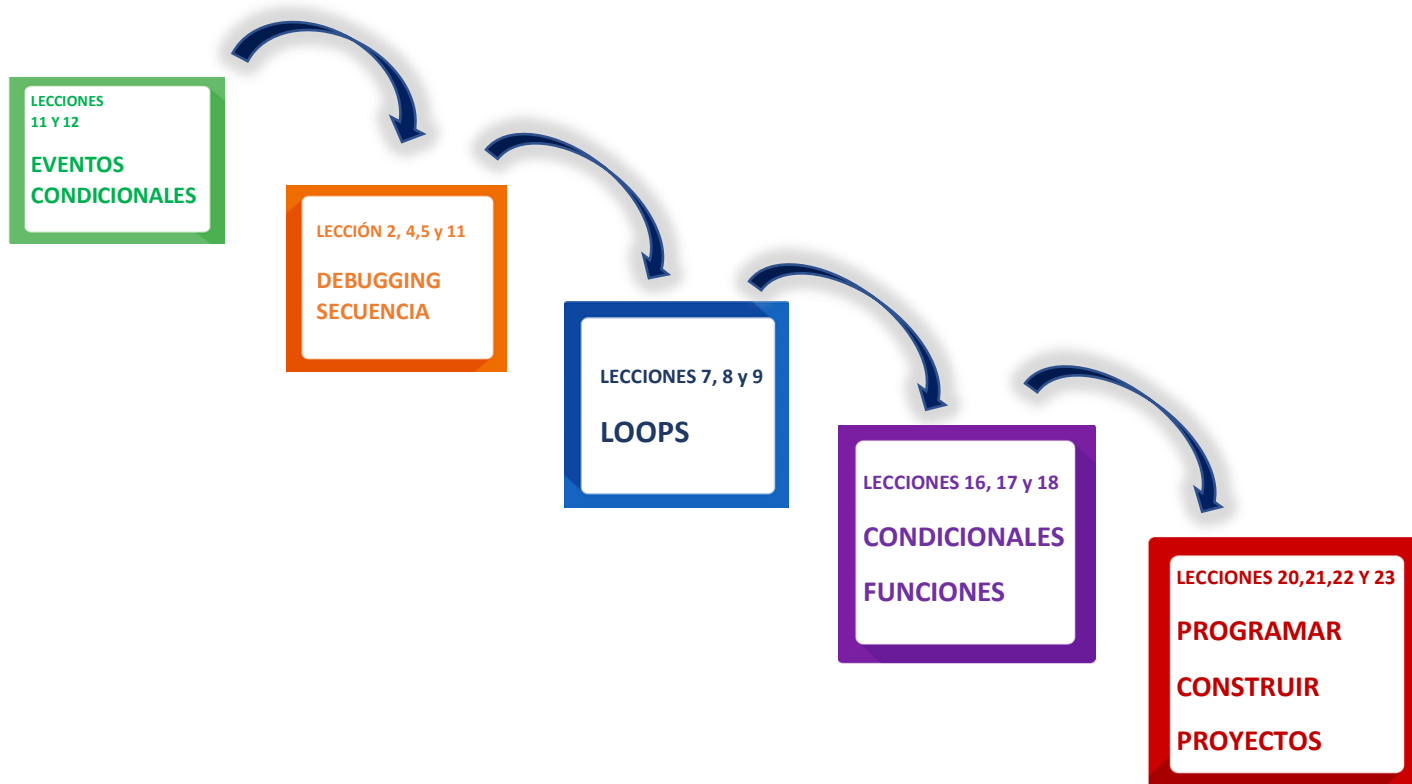 LECCIONES
11 Y 12
EVENTOS
CONDICIONALES
LECCIÓN 2, 4,5 y 11
DEBUGGING
SECUENCIA
LECCIONES 7, 8 y 9
LOOPS
LECCIONES 16, 17 y 18
CONDICIONALES
FUNCIONES
LECCIONES 20,21,22 Y 23
PROGRAMAR
CONSTRUIR
PROYECTOS